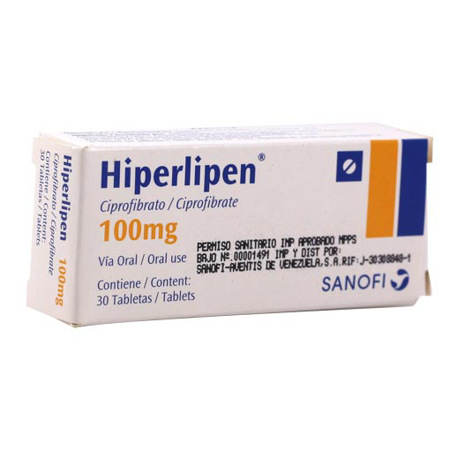 Hiperlipen®
Ciprofibrato / Ciprofibrate
100mg
Vía Oral / Oral use
Contiene / Content:
30 Tabletas / Tablets
PERMISO SANITARIO IMP APROBADO MPPS
BAJO Nº.00001491 IMP Y DIST POR:
SANOFI-AVENTIS DE VENEZUELA,S.A.RIF:J-30308848-1
SANOFI
Hiperlipen 100mg
Ciprofibrato / Ciprofibrate
Contiene / Content:
30 Tabletas / Tablets